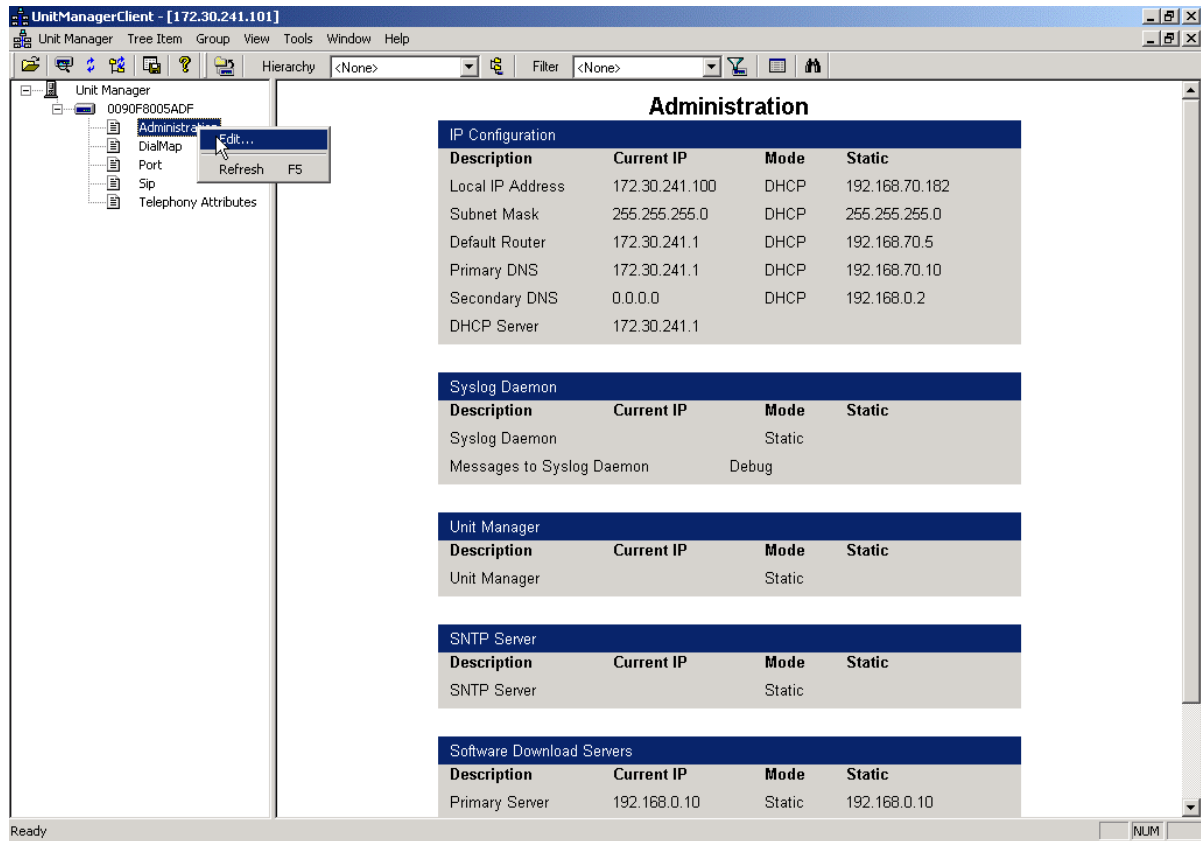 UnitManagerClient - [172.30.241.101]
Unit Manager Tree Item Group View Tools Window Help
Hierarchy <None> Filter <None>
Unit Manager
0090F8005ADF
Administration
DialMap
Port
Sip
Telephony Attributes
Edit...
Refresh F5
Administration
IP Configuration
Description Current IP Mode Static
Local IP Address 172.30.241.100 DHCP 192.168.70.182
Subnet Mask 255.255.255.0 DHCP 255.255.255.0
Default Router 172.30.241.1 DHCP 192.168.70.5
Primary DNS 172.30.241.1 DHCP 192.168.70.10
Secondary DNS 0.0.0.0 DHCP 192.168.0.2
DHCP Server 172.30.241.1
Syslog Daemon
Description Current IP Mode Static
Syslog Daemon Static
Messages to Syslog Daemon Debug
Unit Manager
Description Current IP Mode Static
Unit Manager Static
SNTP Server
Description Current IP Mode Static
SNTP Server Static
Software Download Servers
Description Current IP Mode Static
Primary Server 192.168.0.10 Static 192.168.0.10
Ready NUM